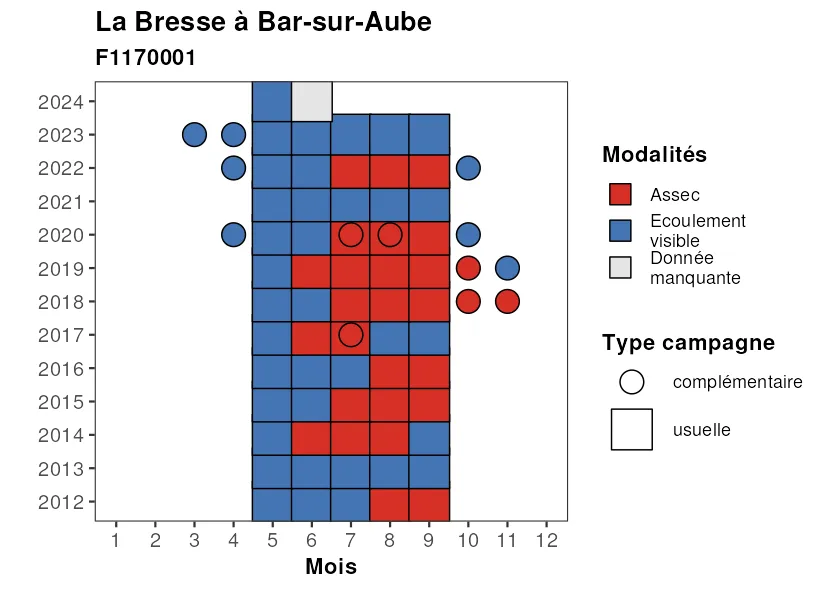 La Bresse à Bar-sur-Aube
F1170001
2024
2023
2022
2021
2020
2019
2018
2017
2016
2015
2014
2013
2012
1 2 3 4 5 6 7 8 9 10 11 12
Mois
Modalités
Assec
Ecoulement
visible
Donnée
manquante
Type campagne
complémentaire
usuelle